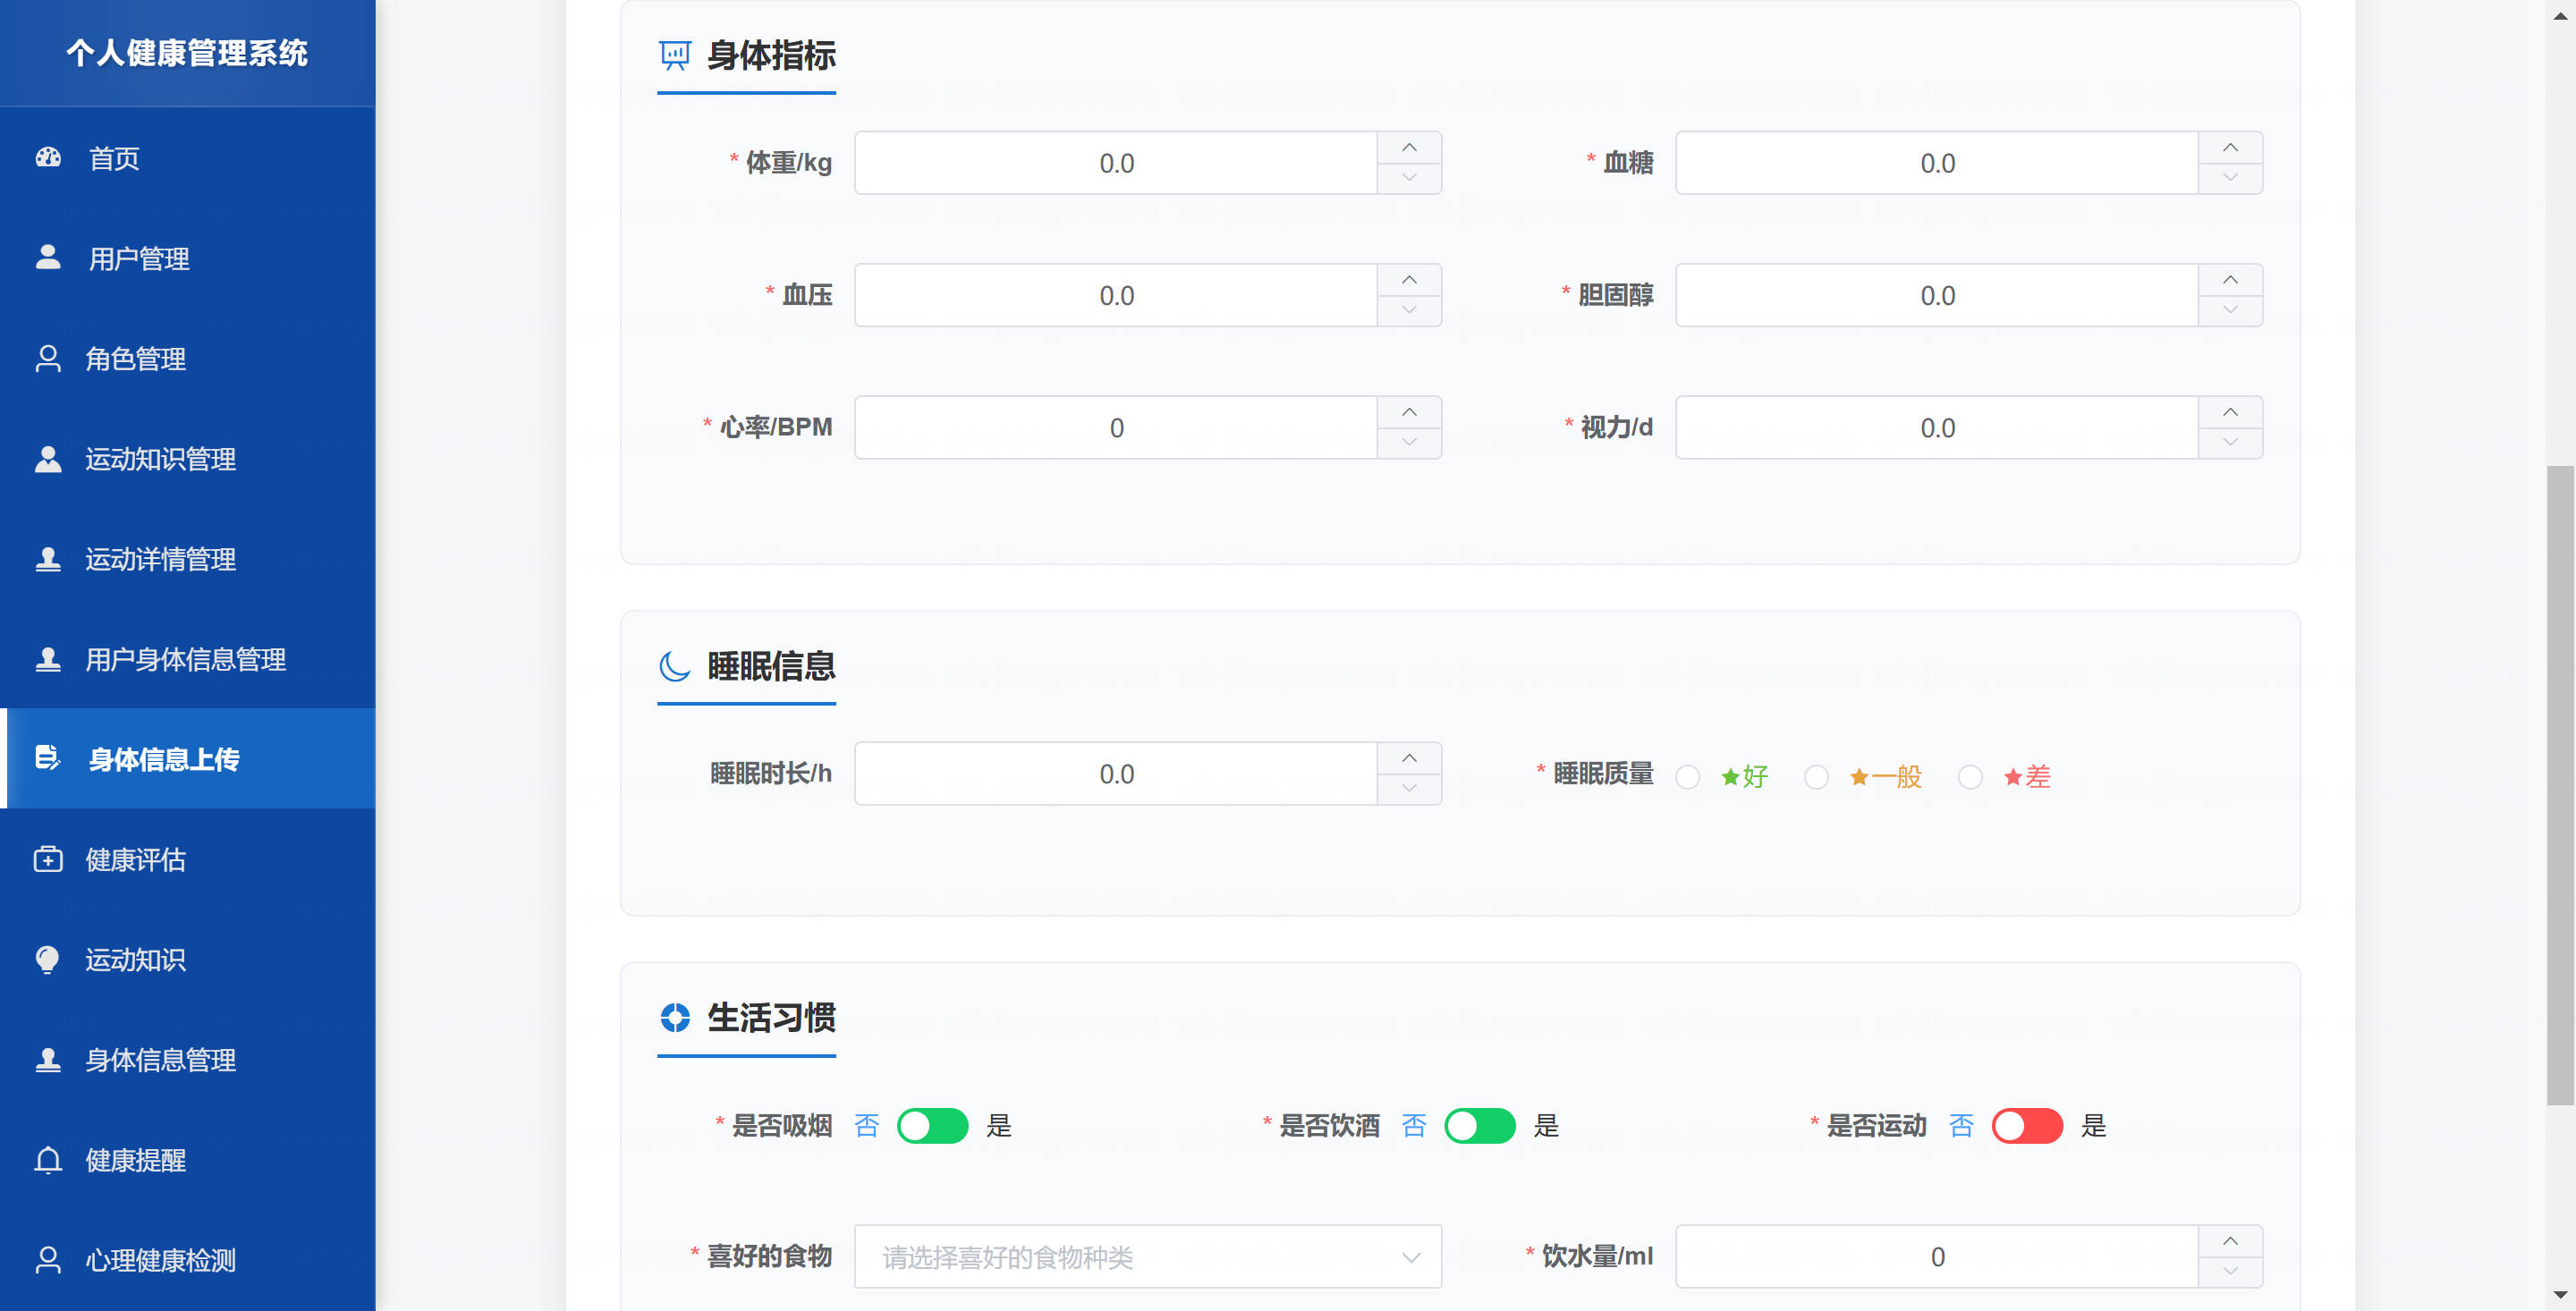 个人健康管理系统
首页
用户管理
角色管理
运动知识管理
运动详情管理
用户身体信息管理
身体信息上传
健康评估
运动知识
身体信息管理
健康提醒
心理健康检测
身体指标
* 体重/kg 0.0 * 血糖 0.0
* 血压 0.0 * 胆固醇 0.0
* 心率/BPM 0 * 视力/d 0.0
睡眠信息
睡眠时长/h 0.0 * 睡眠质量 ★好 ★一般 ★差
生活习惯
* 是否吸烟 否 是 * 是否饮酒 否 是 * 是否运动 否 是
* 喜好的食物 请选择喜好的食物种类 * 饮水量/ml 0